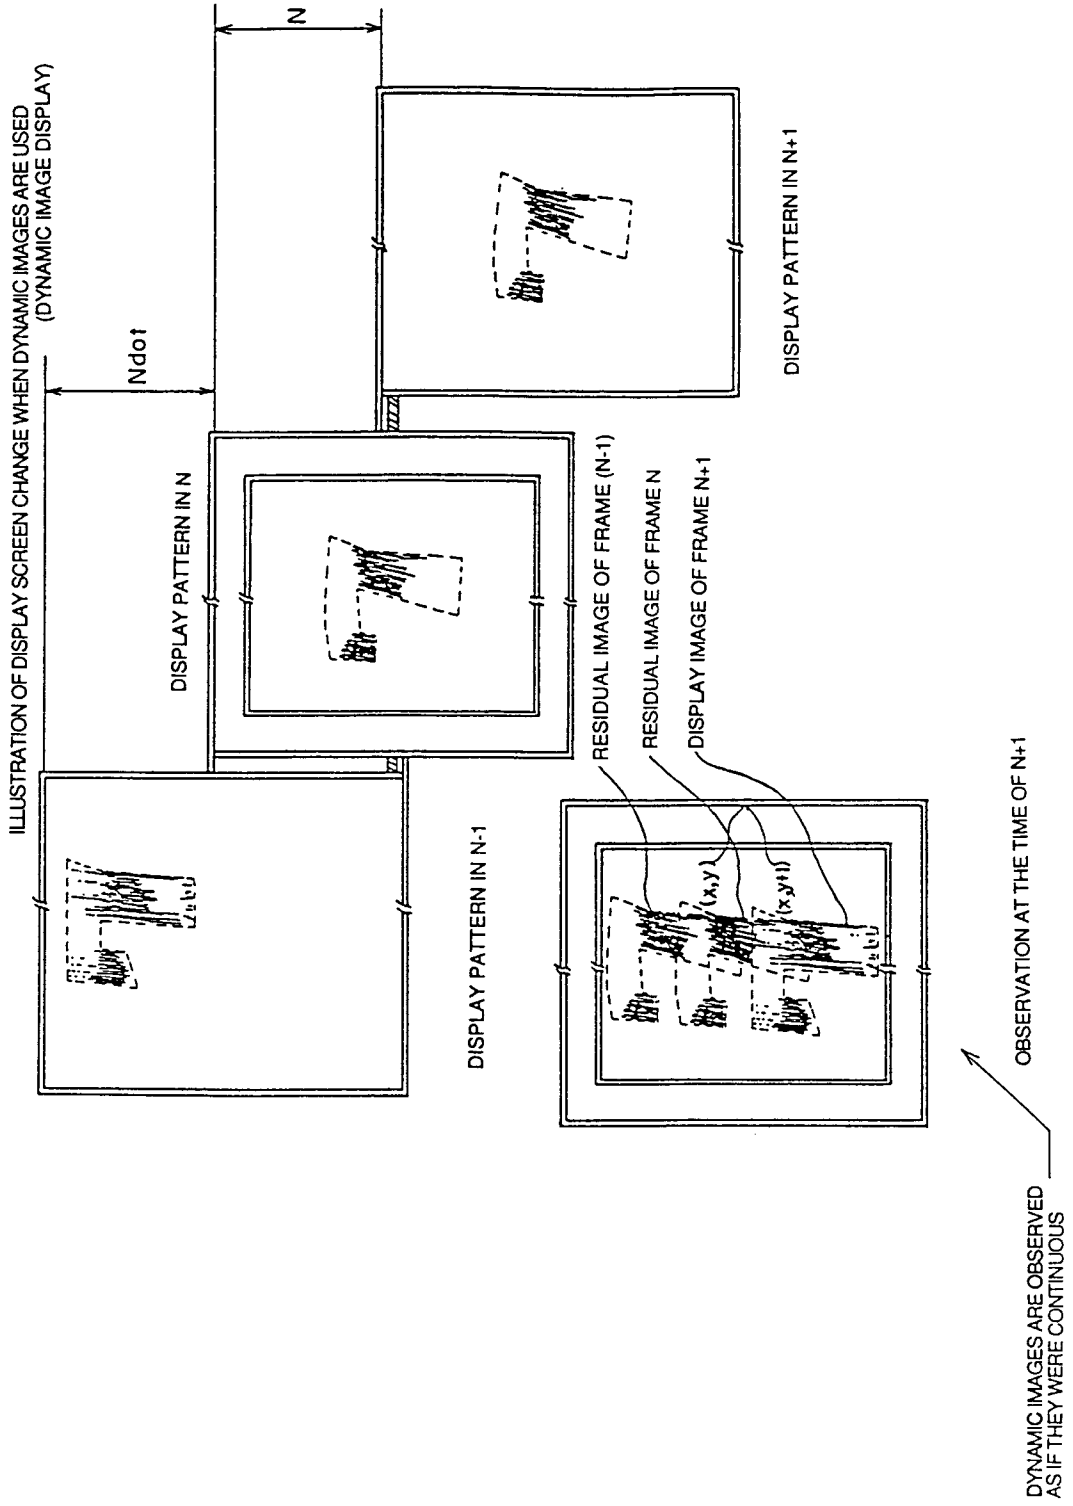 ILLUSTRATION OF DISPLAY SCREEN CHANGE WHEN DYNAMIC IMAGES ARE USED
(DYNAMIC IMAGE DISPLAY)
Ndot
N
DISPLAY PATTERN IN N-1
DISPLAY PATTERN IN N
DISPLAY PATTERN IN N+1
RESIDUAL IMAGE OF FRAME (N-1)
RESIDUAL IMAGE OF FRAME N
DISPLAY IMAGE OF FRAME N+1
(x,y)
(x,y+1)
OBSERVATION AT THE TIME OF N+1
DYNAMIC IMAGES ARE OBSERVED
AS IF THEY WERE CONTINUOUS